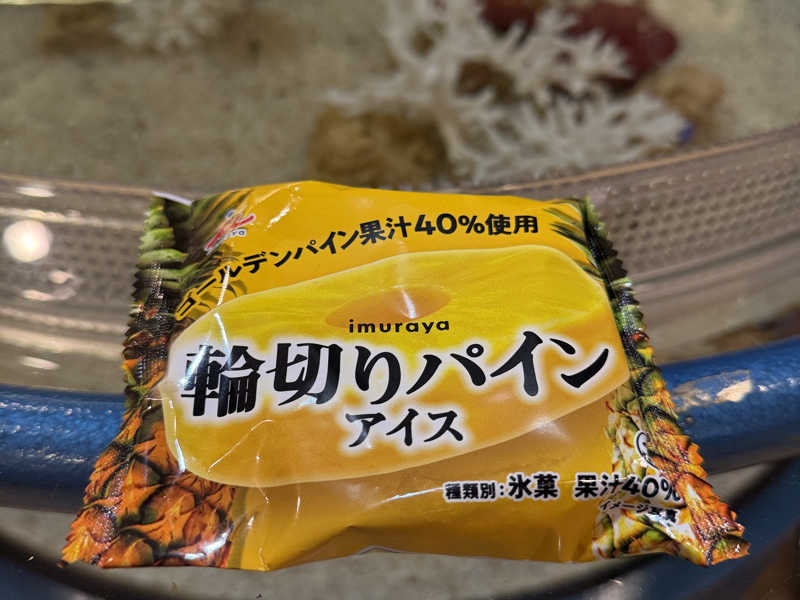 ゴールデンパイン果汁40%使用
imuraya
輪切りパイン
アイス
種類別:氷菓 果汁40%